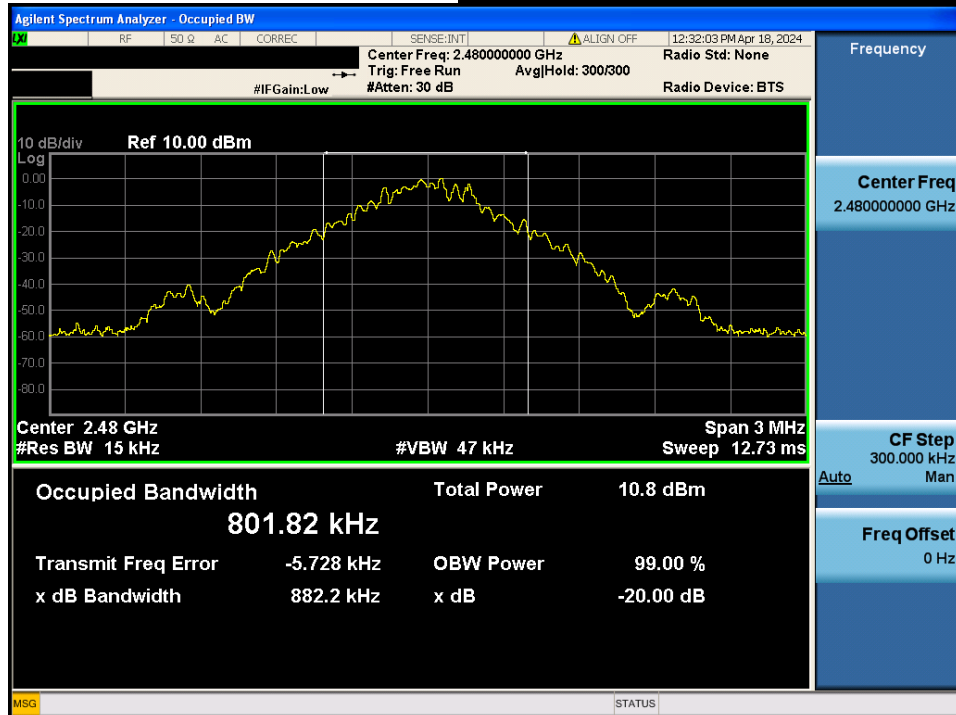 Agilent Spectrum Analyzer - Occupied BW
LXI RF 50 Ω AC CORREC SENSE:INT ALIGN OFF 12:32:03 PM Apr 18, 2024
Center Freq: 2.480000000 GHz Radio Std: None
Trig: Free Run Avg|Hold: 300/300
#IFGain:Low #Atten: 30 dB Radio Device: BTS
10 dB/div Ref 10.00 dBm
Log
0.00
-10.0
-20.0
-30.0
-40.0
-50.0
-60.0
-70.0
-80.0
Center 2.48 GHz Span 3 MHz
#Res BW 15 kHz #VBW 47 kHz Sweep 12.73 ms
Occupied Bandwidth Total Power 10.8 dBm
801.82 kHz
Transmit Freq Error -5.728 kHz OBW Power 99.00 %
x dB Bandwidth 882.2 kHz x dB -20.00 dB
Frequency
Center Freq
2.480000000 GHz
CF Step
300.000 kHz
Auto Man
Freq Offset
0 Hz
MSG STATUS